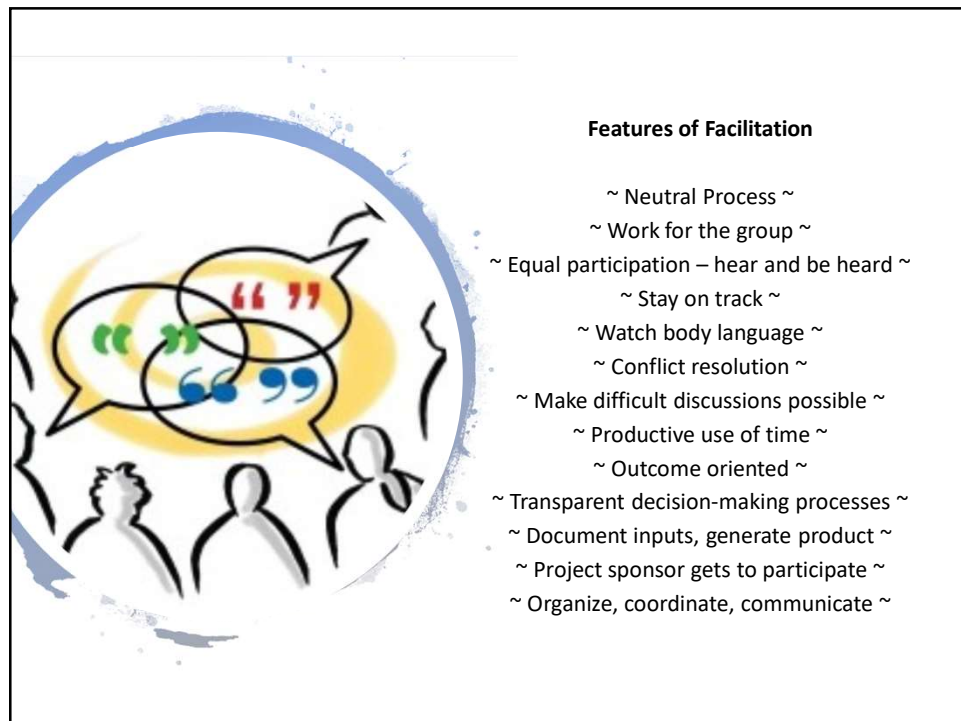 Features of Facilitation
~ Neutral Process ~
~ Work for the group ~
~ Equal participation – hear and be heard ~
~ Stay on track ~
~ Watch body language ~
~ Conflict resolution ~
~ Make difficult discussions possible ~
~ Productive use of time ~
~ Outcome oriented ~
~ Transparent decision-making processes ~
~ Document inputs, generate product ~
~ Project sponsor gets to participate ~
~ Organize, coordinate, communicate ~